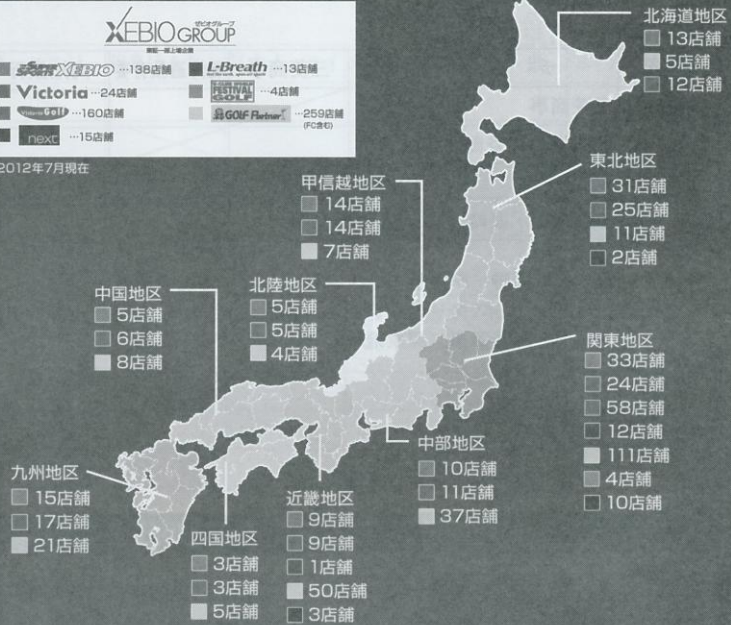 XEBIO GROUP
ゼビオグループ
東証一部上場企業
SUPER SPORTS XEBIO …138店舗
Victoria …24店舗
Victoria Golf …160店舗
next …15店舗
L-Breath …13店舗
FESTIVAL GOLF …4店舗
GOLF Partner …259店舗
(FC含む)
2012年7月現在
北海道地区
13店舗
5店舗
12店舗
東北地区
31店舗
25店舗
11店舗
2店舗
甲信越地区
14店舗
14店舗
7店舗
北陸地区
5店舗
5店舗
4店舗
中国地区
5店舗
6店舗
8店舗
関東地区
33店舗
24店舗
58店舗
12店舗
111店舗
4店舗
10店舗
中部地区
10店舗
11店舗
37店舗
九州地区
15店舗
17店舗
21店舗
四国地区
3店舗
3店舗
5店舗
近畿地区
9店舗
9店舗
1店舗
50店舗
3店舗